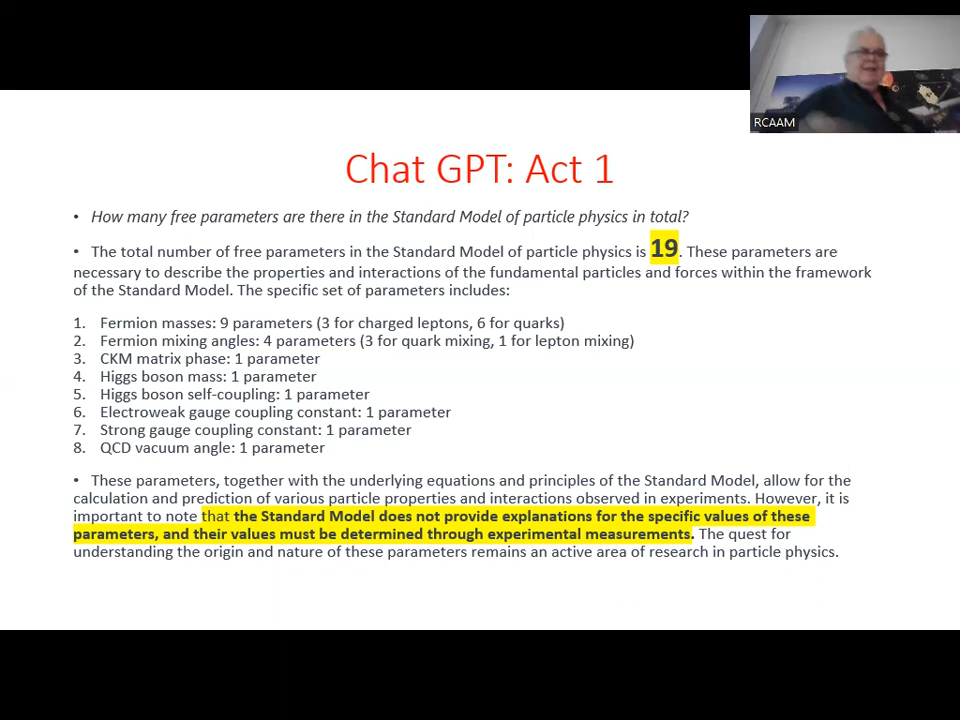 RCAAM
Chat GPT: Act 1
• How many free parameters are there in the Standard Model of particle physics in total?
• The total number of free parameters in the Standard Model of particle physics is 19. These parameters are
necessary to describe the properties and interactions of the fundamental particles and forces within the framework
of the Standard Model. The specific set of parameters includes:
1. Fermion masses: 9 parameters (3 for charged leptons, 6 for quarks)
2. Fermion mixing angles: 4 parameters (3 for quark mixing, 1 for lepton mixing)
3. CKM matrix phase: 1 parameter
4. Higgs boson mass: 1 parameter
5. Higgs boson self-coupling: 1 parameter
6. Electroweak gauge coupling constant: 1 parameter
7. Strong gauge coupling constant: 1 parameter
8. QCD vacuum angle: 1 parameter
• These parameters, together with the underlying equations and principles of the Standard Model, allow for the
calculation and prediction of various particle properties and interactions observed in experiments. However, it is
important to note that the Standard Model does not provide explanations for the specific values of these
parameters, and their values must be determined through experimental measurements. The quest for
understanding the origin and nature of these parameters remains an active area of research in particle physics.